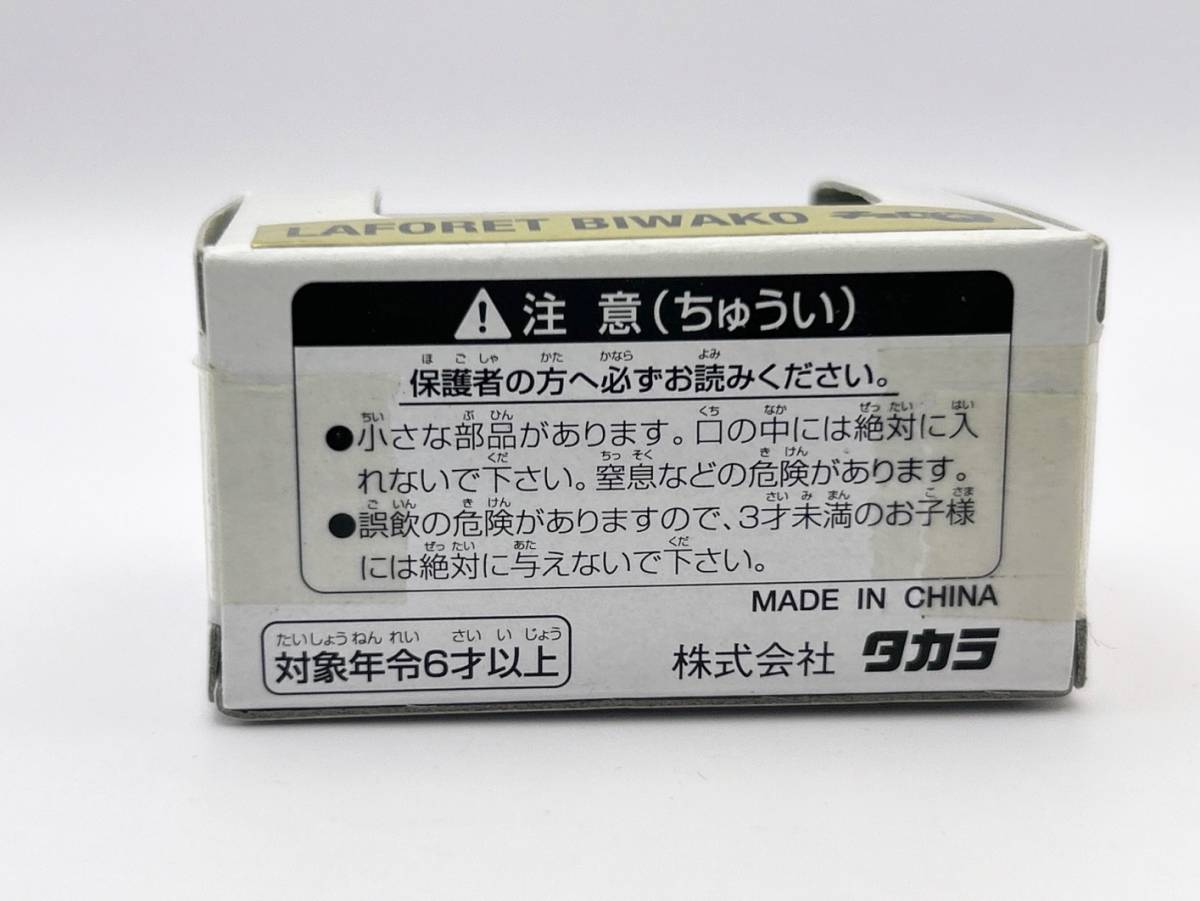 LAFORET BIWAKO チョロQ
注 意（ちゅうい）
ほ ご しゃ かた かなら よみ
保護者の方へ必ずお読みください。
ちい ぶ ひん くち なか ぜっ たい はい
●小さな部品があります。口の中には絶対に入
くだ ちっ そく き けん
れないで下さい。窒息などの危険があります。
ご いん き けん さい み まん こ さま
●誤飲の危険がありますので、3才未満のお子様
ぜっ たい あた くだ
には絶対に与えないで下さい。
MADE IN CHINA
たいしょう ねん れい さい い じょう
対象年令6才以上
株式会社 タカラ